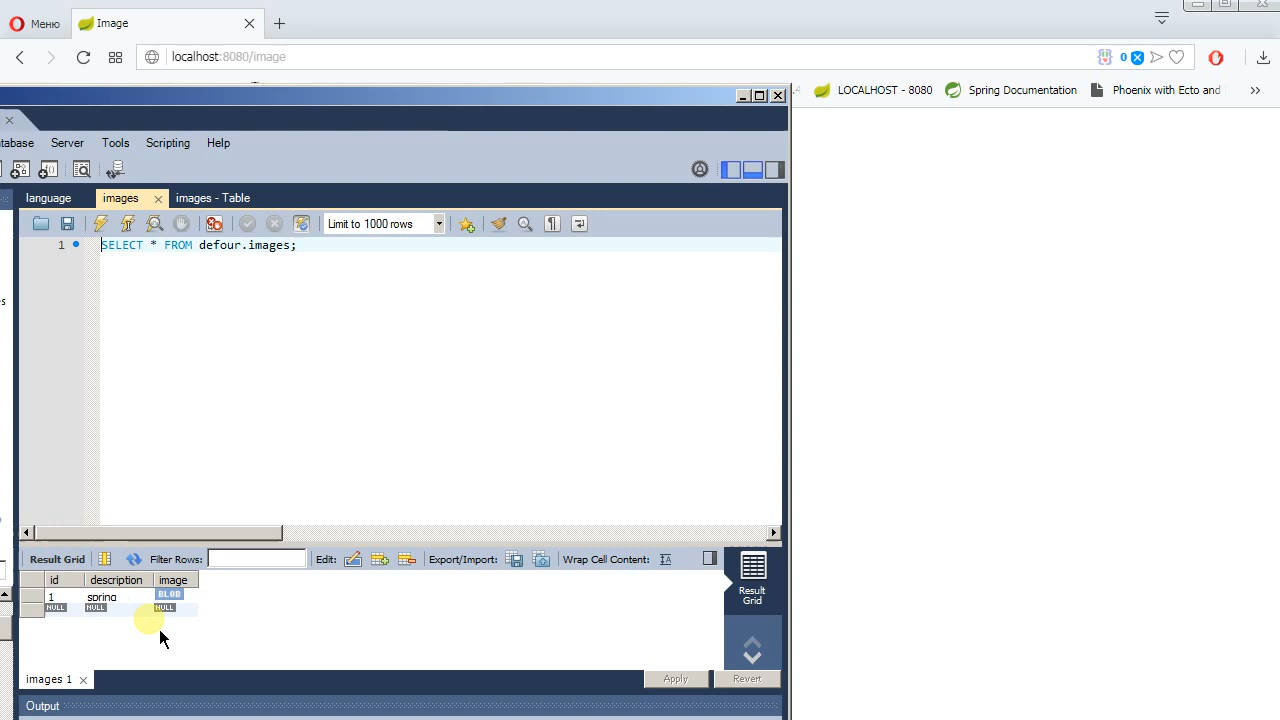 Меню
Image
localhost:8080/image
0
LOCALHOST - 8080
Spring Documentation
Phoenix with Ecto and
tabase
Server
Tools
Scripting
Help
language
images
images - Table
Limit to 1000 rows
1
SELECT * FROM defour.images;
Result Grid
Filter Rows:
Edit:
Export/Import:
Wrap Cell Content:
id
description
image
1
spring
BLOB
NULL
NULL
NULL
Result
Grid
images 1
Apply
Revert
Output